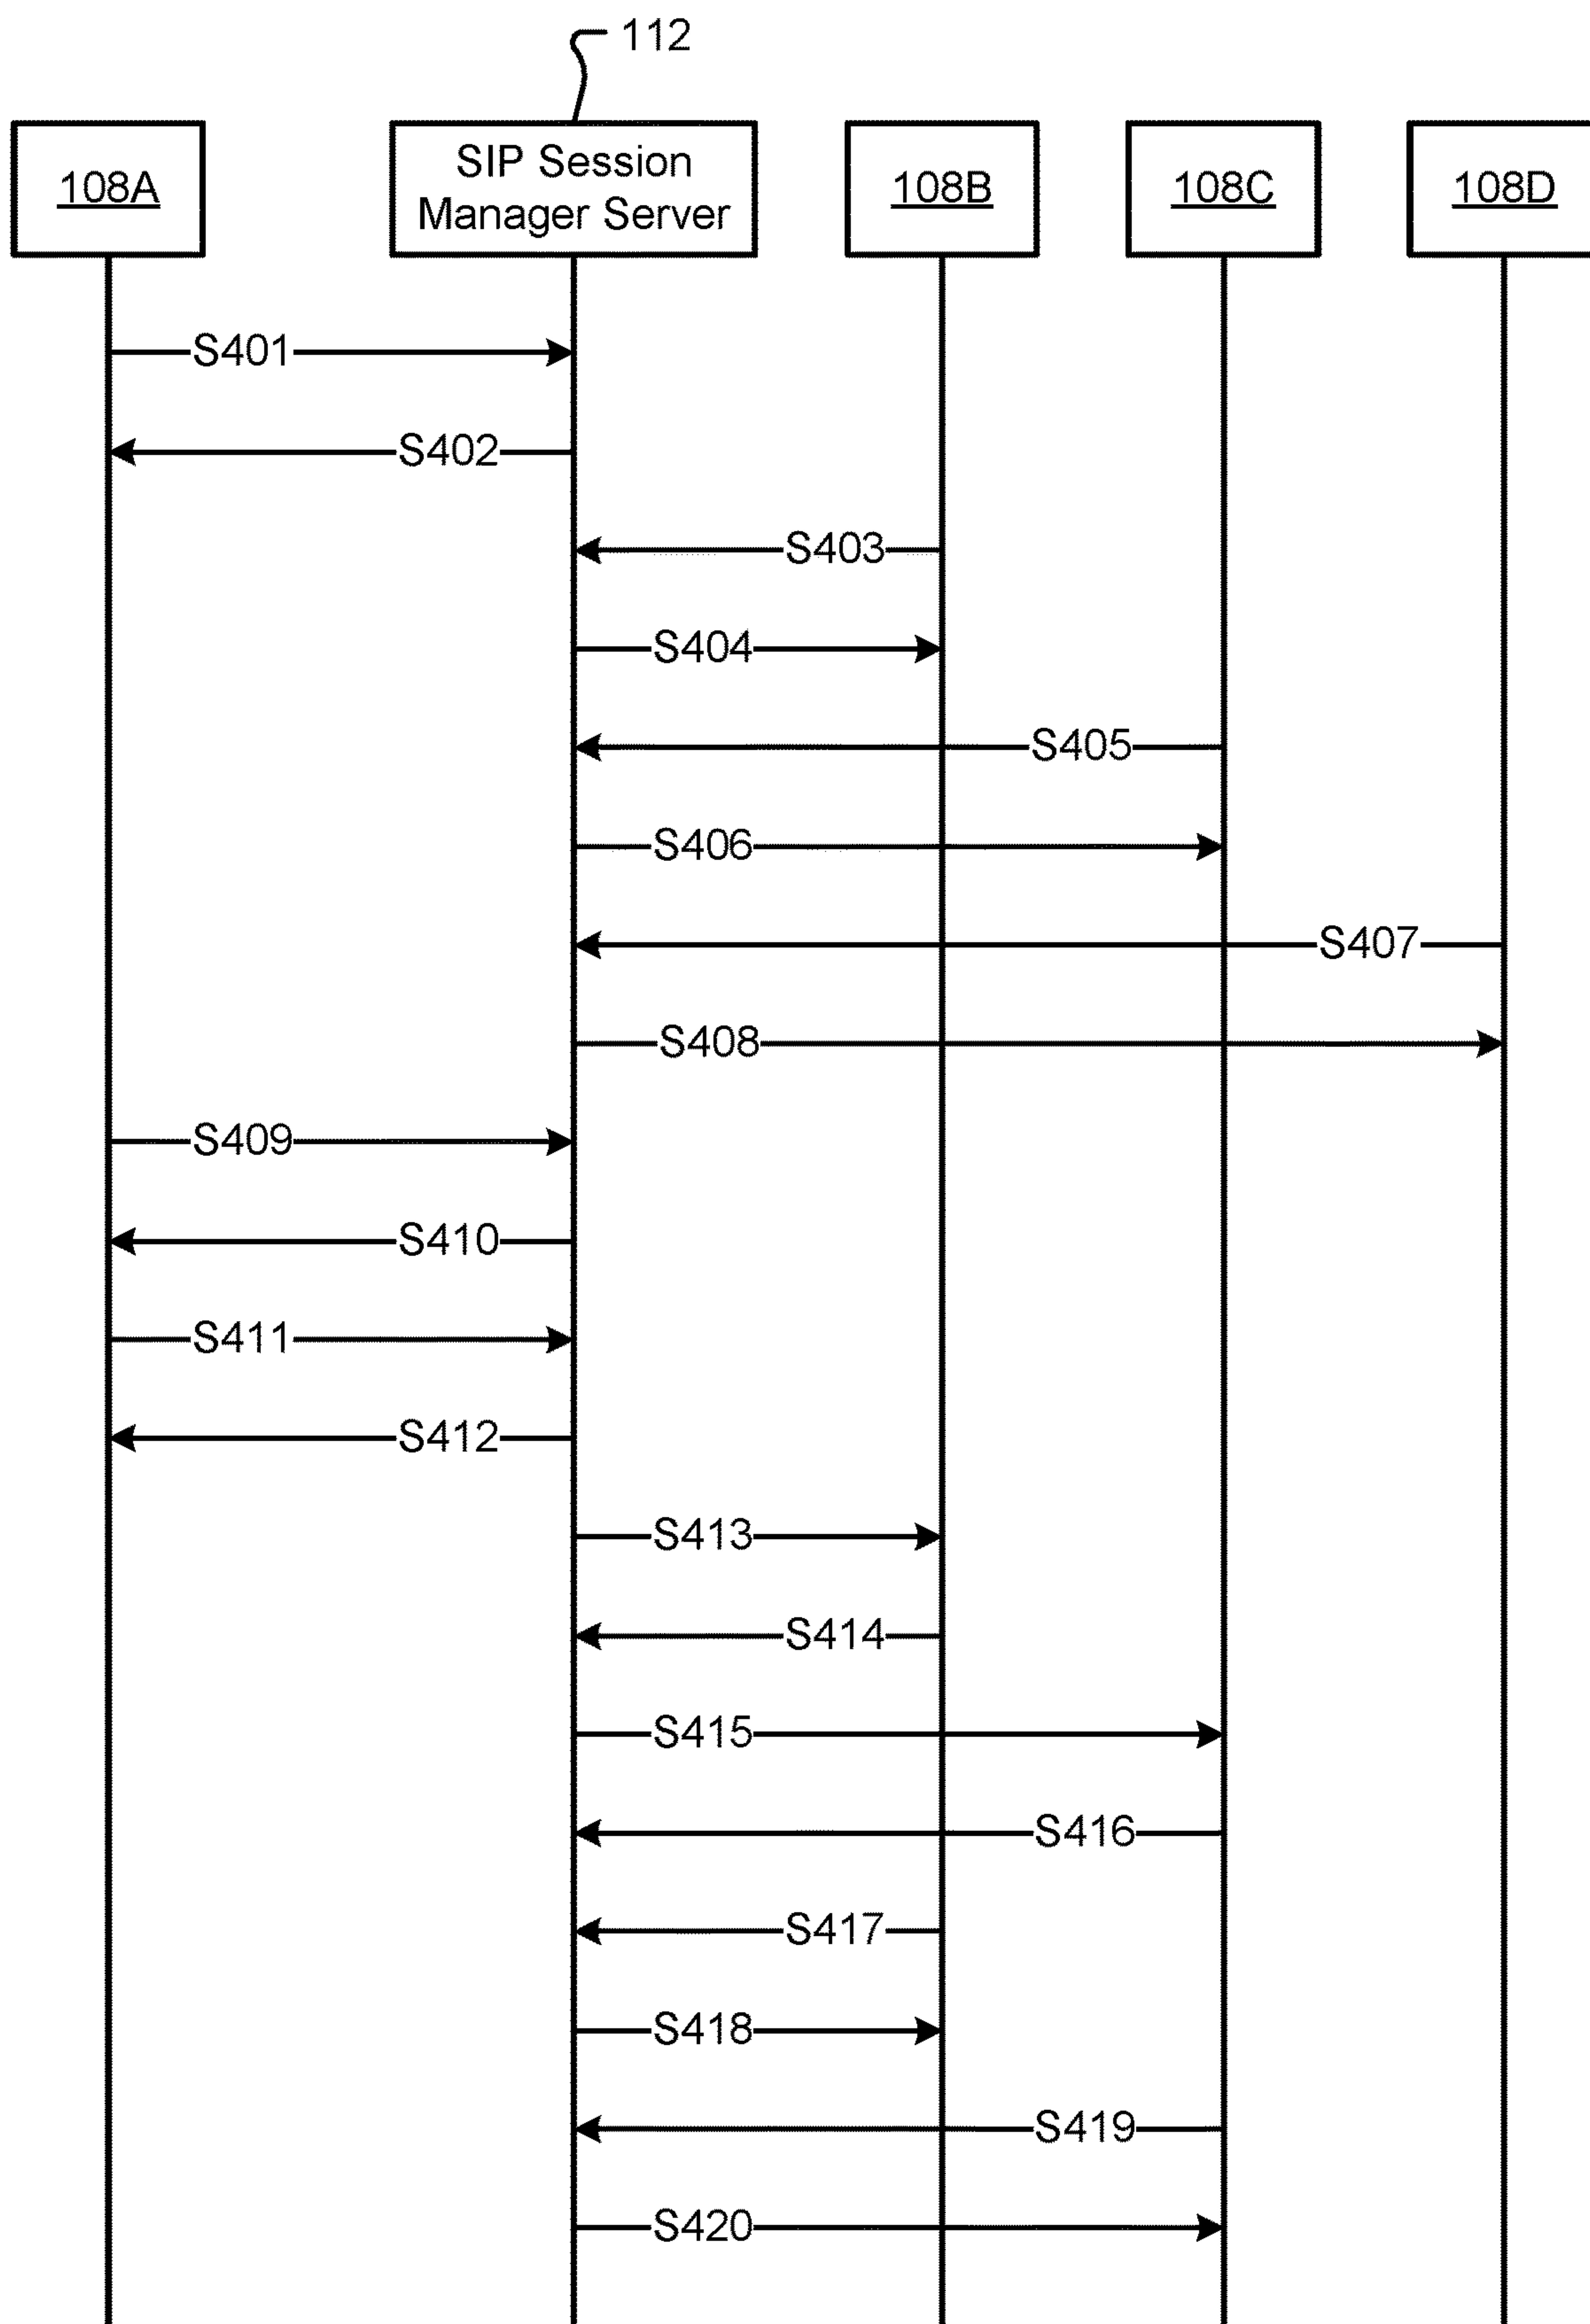 112
108A
SIP Session
Manager Server
108B
108C
108D
S401
S402
S403
S404
S405
S406
S407
S408
S409
S410
S411
S412
S413
S414
S415
S416
S417
S418
S419
S420